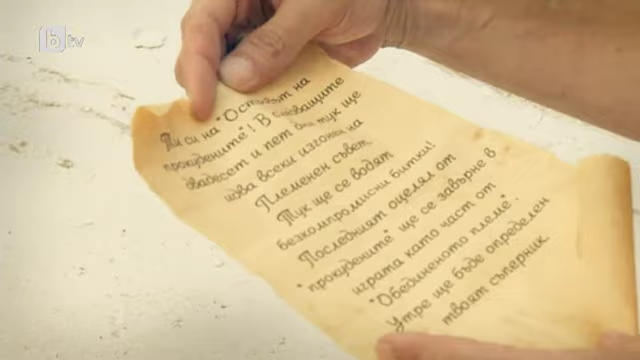 btv
Ти си на "Островът на
прокудените"! В следващите
двадесет и пет дни тук ще
идва всеки изгонен на
Племенен съвет.
Тук ще се водят
безкомпромисни битки!
Последният оцелял от
"прокудените" ще се завърне в
играта като част от
"Обединеното племе".
Утре ще бъде определен
твоят съперник